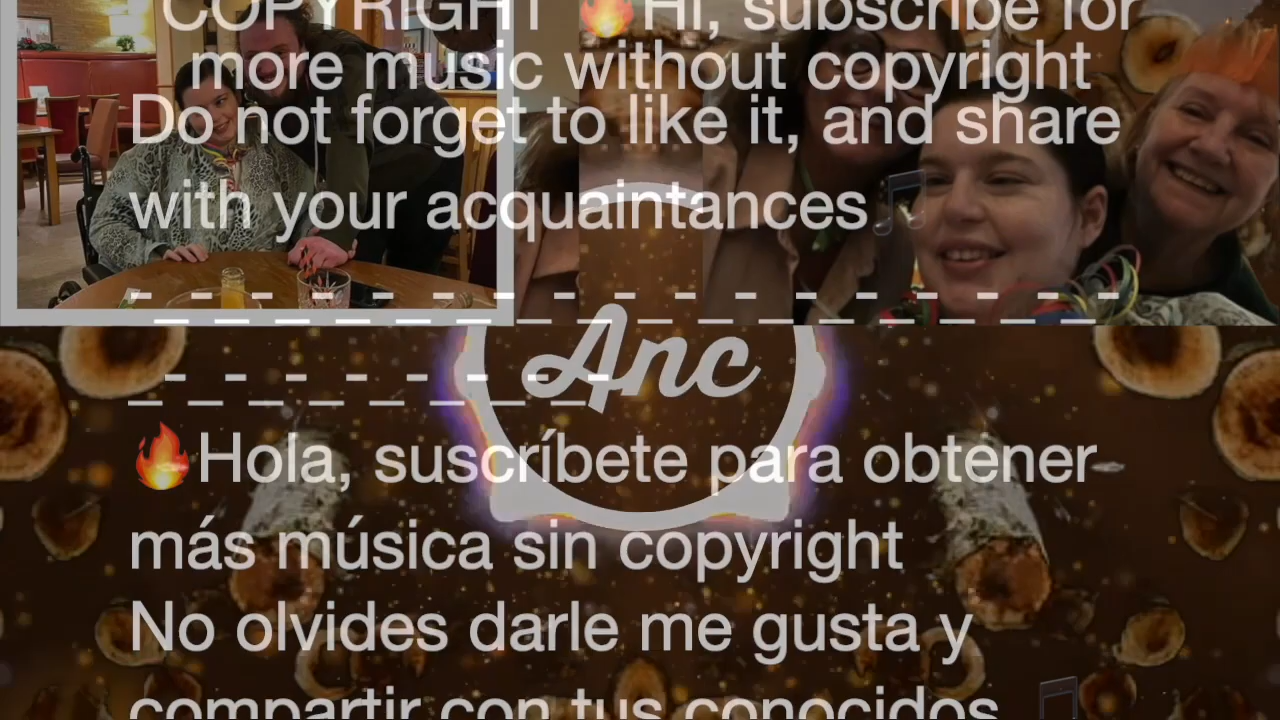 COPYRIGHT 🔥Hi, subscribe for
more music without copyright
Do not forget to like it, and share
with your acquaintances 🎵
Anc
🔥Hola, suscríbete para obtener
más música sin copyright
No olvides darle me gusta y
compartir con tus conocidos 🎵